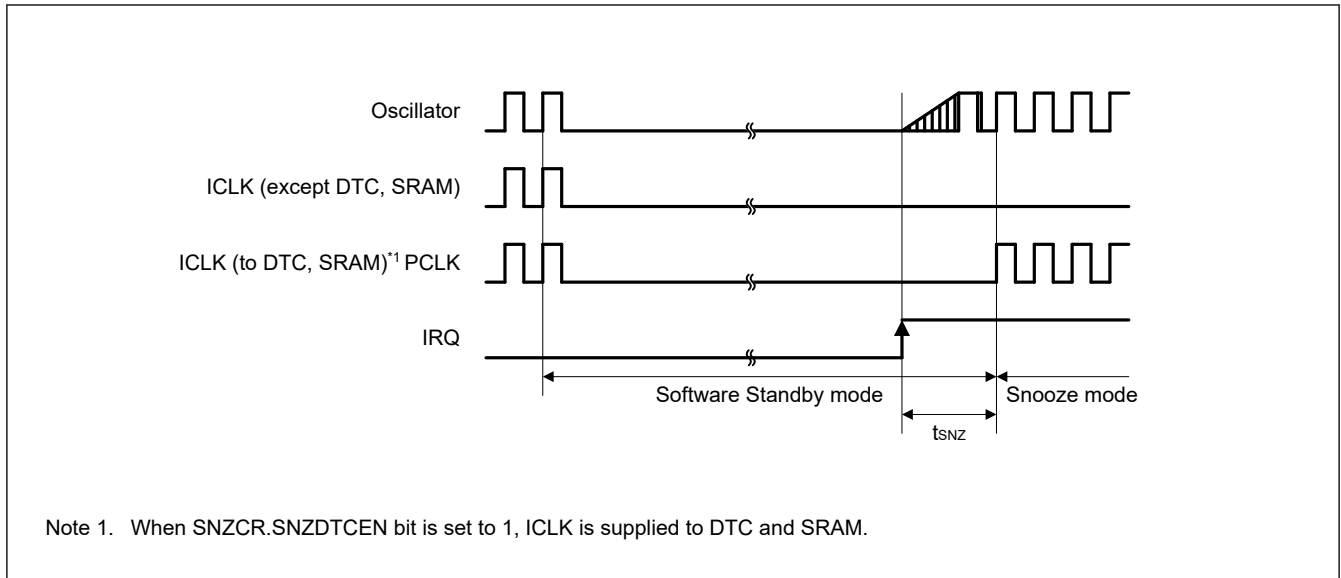 Oscillator
ICLK (except DTC, SRAM)
ICLK (to DTC, SRAM)*1 PCLK
IRQ
Software Standby mode
Snooze mode
tSNZ
Note 1. When SNZCR.SNZDTCEN bit is set to 1, ICLK is supplied to DTC and SRAM.